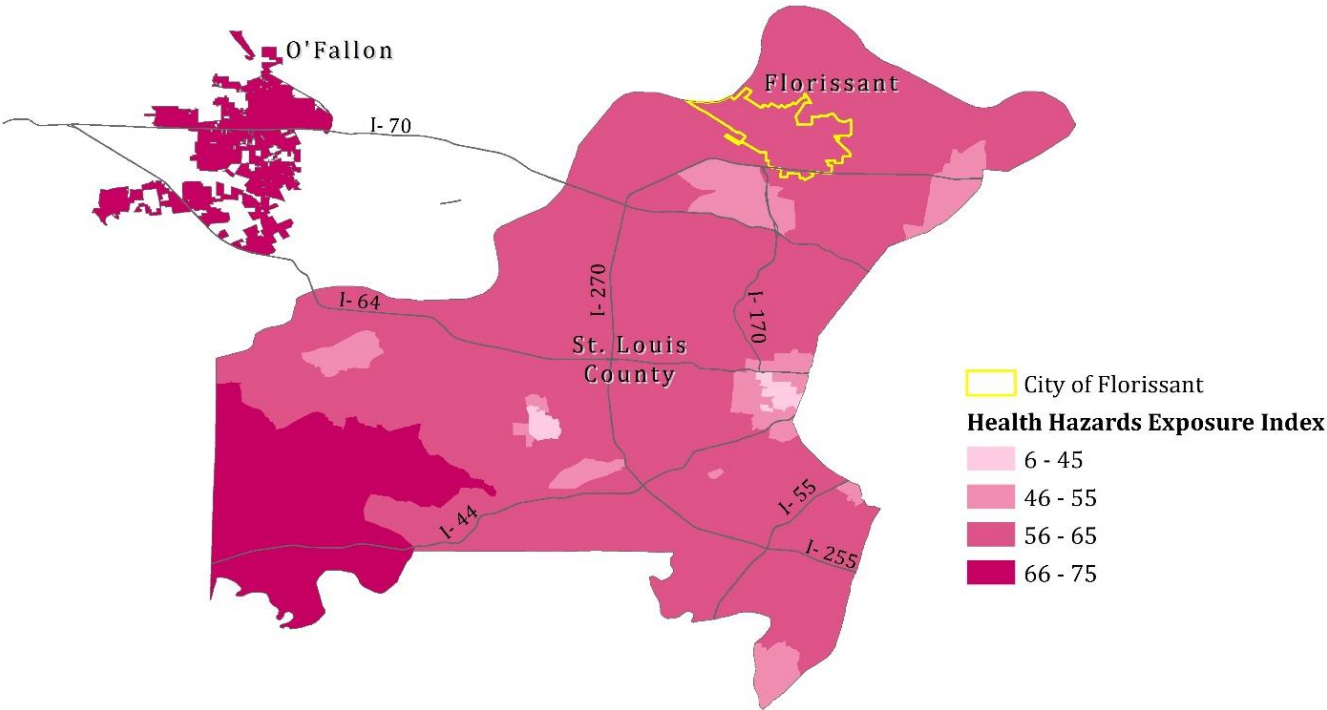 O'Fallon
Florissant
I- 70
I- 270
I- 64
I- 170
St. Louis
County
City of Florissant
Health Hazards Exposure Index
6 - 45
46 - 55
56 - 65
66 - 75
I- 44
I- 55
I- 255